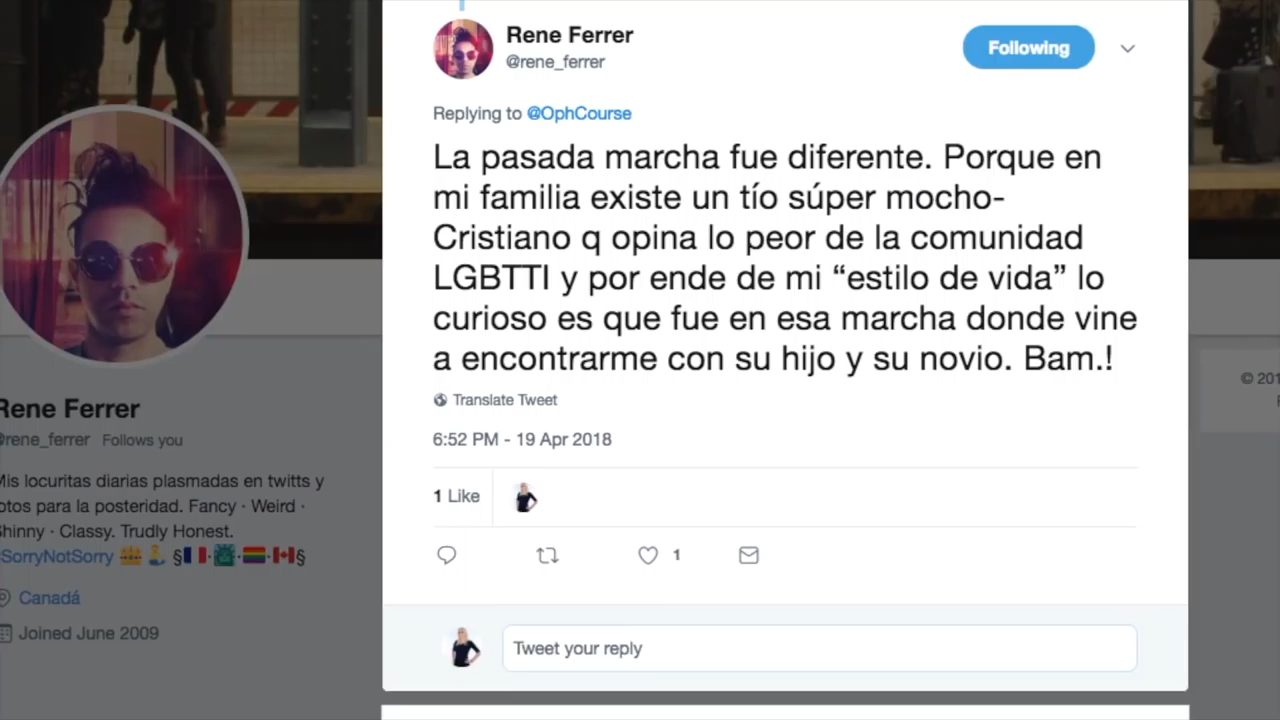 Rene Ferrer
@rene_ferrer
Following
Replying to @OphCourse
La pasada marcha fue diferente. Porque en
mi familia existe un tío súper mocho-
Cristiano q opina lo peor de la comunidad
LGBTTI y por ende de mi “estilo de vida” lo
curioso es que fue en esa marcha donde vine
a encontrarme con su hijo y su novio. Bam.!
Translate Tweet
6:52 PM - 19 Apr 2018
1 Like
1
Tweet your reply
Rene Ferrer
@rene_ferrer Follows you
Mis locuritas diarias plasmadas en twitts y
fotos para la posteridad. Fancy · Weird ·
Shinny · Classy. Trudly Honest.
#SorryNotSorry 👑🤳 §🇫🇷·🗽·🏳️‍🌈·🇨🇦§
Canadá
Joined June 2009
© 201